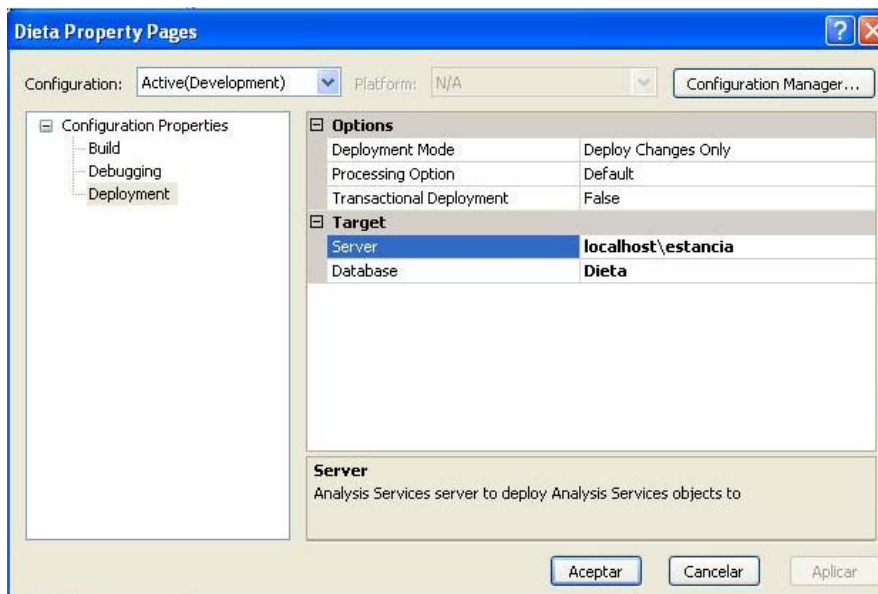 Dieta Property Pages
Configuration: Active(Development) Platform: N/A Configuration Manager...
Configuration Properties
Build
Debugging
Deployment
Options
Deployment Mode Deploy Changes Only
Processing Option Default
Transactional Deployment False
Target
Server localhost\estancia
Database Dieta
Server
Analysis Services server to deploy Analysis Services objects to
Aceptar Cancelar Aplicar